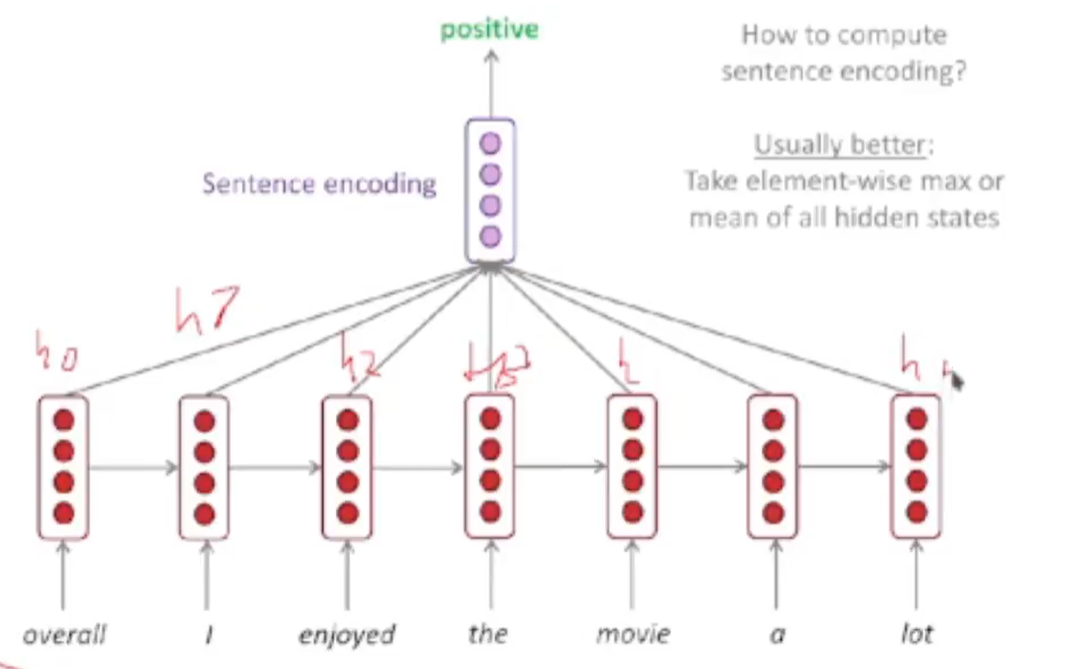 positive
How to compute
sentence encoding?
Usually better:
Take element-wise max or
mean of all hidden states
Sentence encoding
h0
h7
h2
h
h
overall
I
enjoyed
the
movie
a
lot